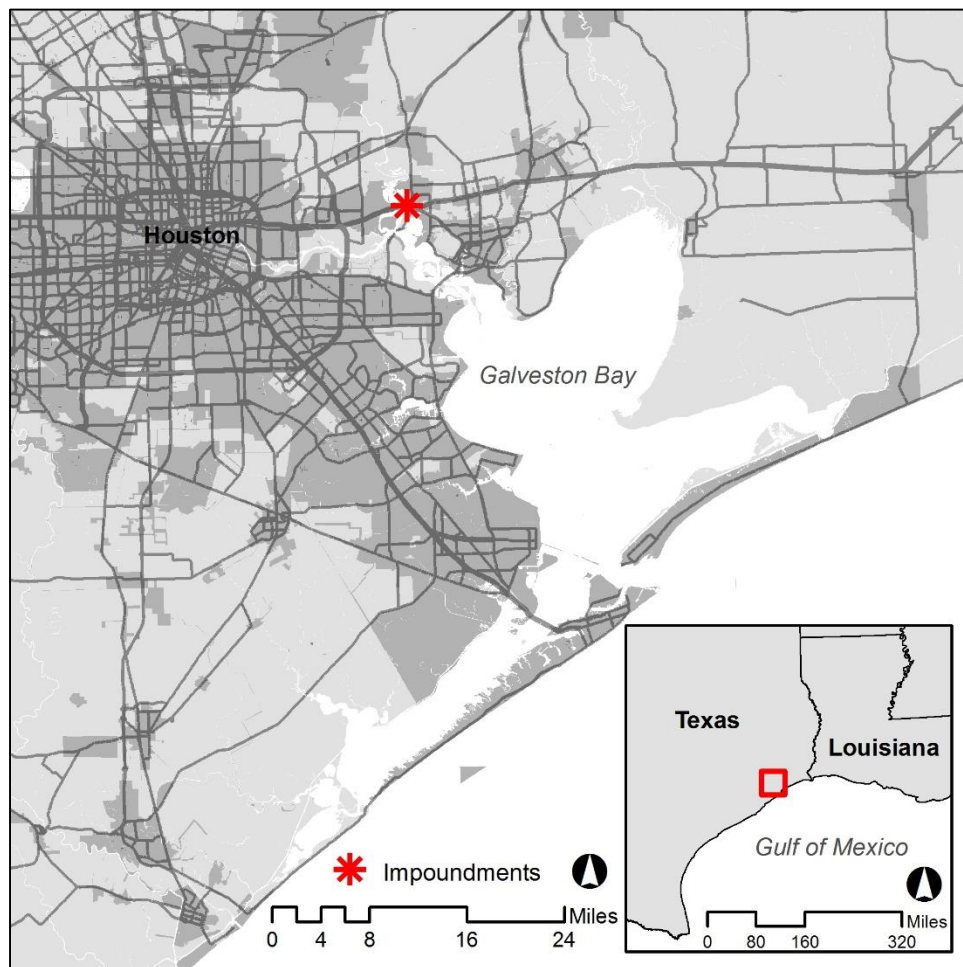 Houston
Galveston Bay
Texas
Louisiana
Gulf of Mexico
Impoundments
Miles
0 4 8 16 24
Miles
0 80 160 320